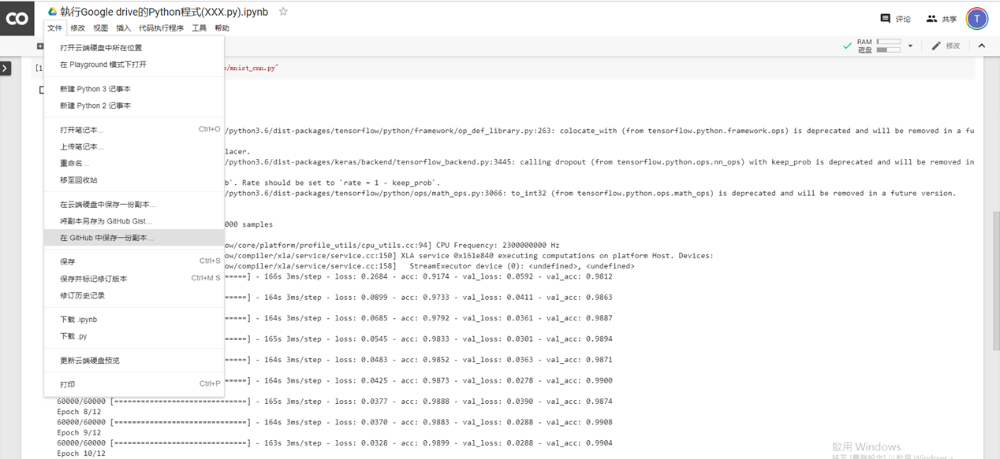 CO
執行Google drive的Python程式(XXX.py).ipynb
评论
共享
T
文件 修改 视图 插入 代码执行程序 工具 帮助
RAM
磁盘
修改
打开云端硬盘中所在位置
在 Playground 模式下打开
新建 Python 3 记事本
新建 Python 2 记事本
打开笔记本... Ctrl+O
上传笔记本...
重命名...
移至回收站
在云端硬盘中保存一份副本...
将副本另存为 GitHub Gist...
在 GitHub 中保存一份副本...
保存 Ctrl+S
保存并标记修订版本 Ctrl+M S
修订历史记录
下载 .ipynb
下载 .py
更新云端硬盘预览
打印 Ctrl+P
[1
e/mnist_cnn.py"
/python3.6/dist-packages/tensorflow/python/framework/op_def_library.py:263: colocate_with (from tensorflow.python.framework.ops) is deprecated and will be removed in a fu
lacer.
/python3.6/dist-packages/keras/backend/tensorflow_backend.py:3445: calling dropout (from tensorflow.python.ops.nn_ops) with keep_prob is deprecated and will be removed in
b`. Rate should be set to `rate = 1 - keep_prob`.
/python3.6/dist-packages/tensorflow/python/ops/math_ops.py:3066: to_int32 (from tensorflow.python.ops.math_ops) is deprecated and will be removed in a future version.
000 samples
ow/core/platform/profile_utils/cpu_utils.cc:94] CPU Frequency: 2300000000 Hz
ow/compiler/xla/service/service.cc:150] XLA service 0x161e840 executing computations on platform Host. Devices:
ow/compiler/xla/service/service.cc:158]   StreamExecutor device (0): <undefined>, <undefined>
=====] - 166s 3ms/step - loss: 0.2684 - acc: 0.9174 - val_loss: 0.0592 - val_acc: 0.9812
=====] - 164s 3ms/step - loss: 0.0899 - acc: 0.9733 - val_loss: 0.0411 - val_acc: 0.9863
=====] - 164s 3ms/step - loss: 0.0685 - acc: 0.9792 - val_loss: 0.0361 - val_acc: 0.9887
=====] - 165s 3ms/step - loss: 0.0545 - acc: 0.9833 - val_loss: 0.0301 - val_acc: 0.9894
=====] - 164s 3ms/step - loss: 0.0483 - acc: 0.9852 - val_loss: 0.0363 - val_acc: 0.9871
=====] - 164s 3ms/step - loss: 0.0425 - acc: 0.9873 - val_loss: 0.0278 - val_acc: 0.9900
60000/60000 [==============================] - 165s 3ms/step - loss: 0.0377 - acc: 0.9888 - val_loss: 0.0390 - val_acc: 0.9874
Epoch 8/12
60000/60000 [==============================] - 164s 3ms/step - loss: 0.0370 - acc: 0.9883 - val_loss: 0.0288 - val_acc: 0.9908
Epoch 9/12
60000/60000 [==============================] - 163s 3ms/step - loss: 0.0328 - acc: 0.9899 - val_loss: 0.0288 - val_acc: 0.9904
Epoch 10/12
啟用 Windows